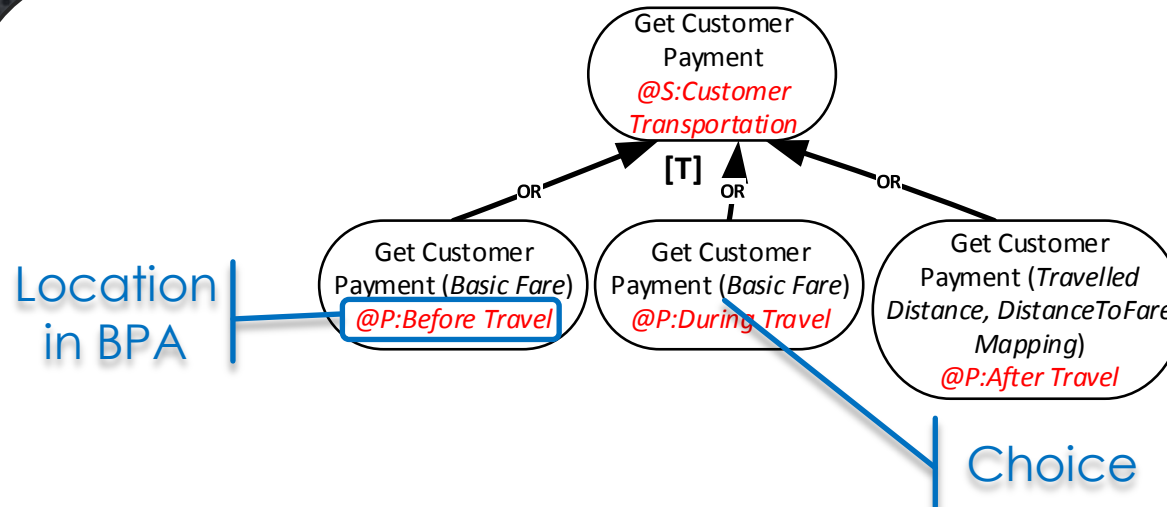 Get Customer
Payment
@S:Customer
Transportation
[T]
OR
OR
OR
Get Customer
Payment (Basic Fare)
@P:Before Travel
Get Customer
Payment (Basic Fare)
@P:During Travel
Get Customer
Payment (Travelled
Distance, DistanceToFare
Mapping)
@P:After Travel
Location
in BPA
Choice